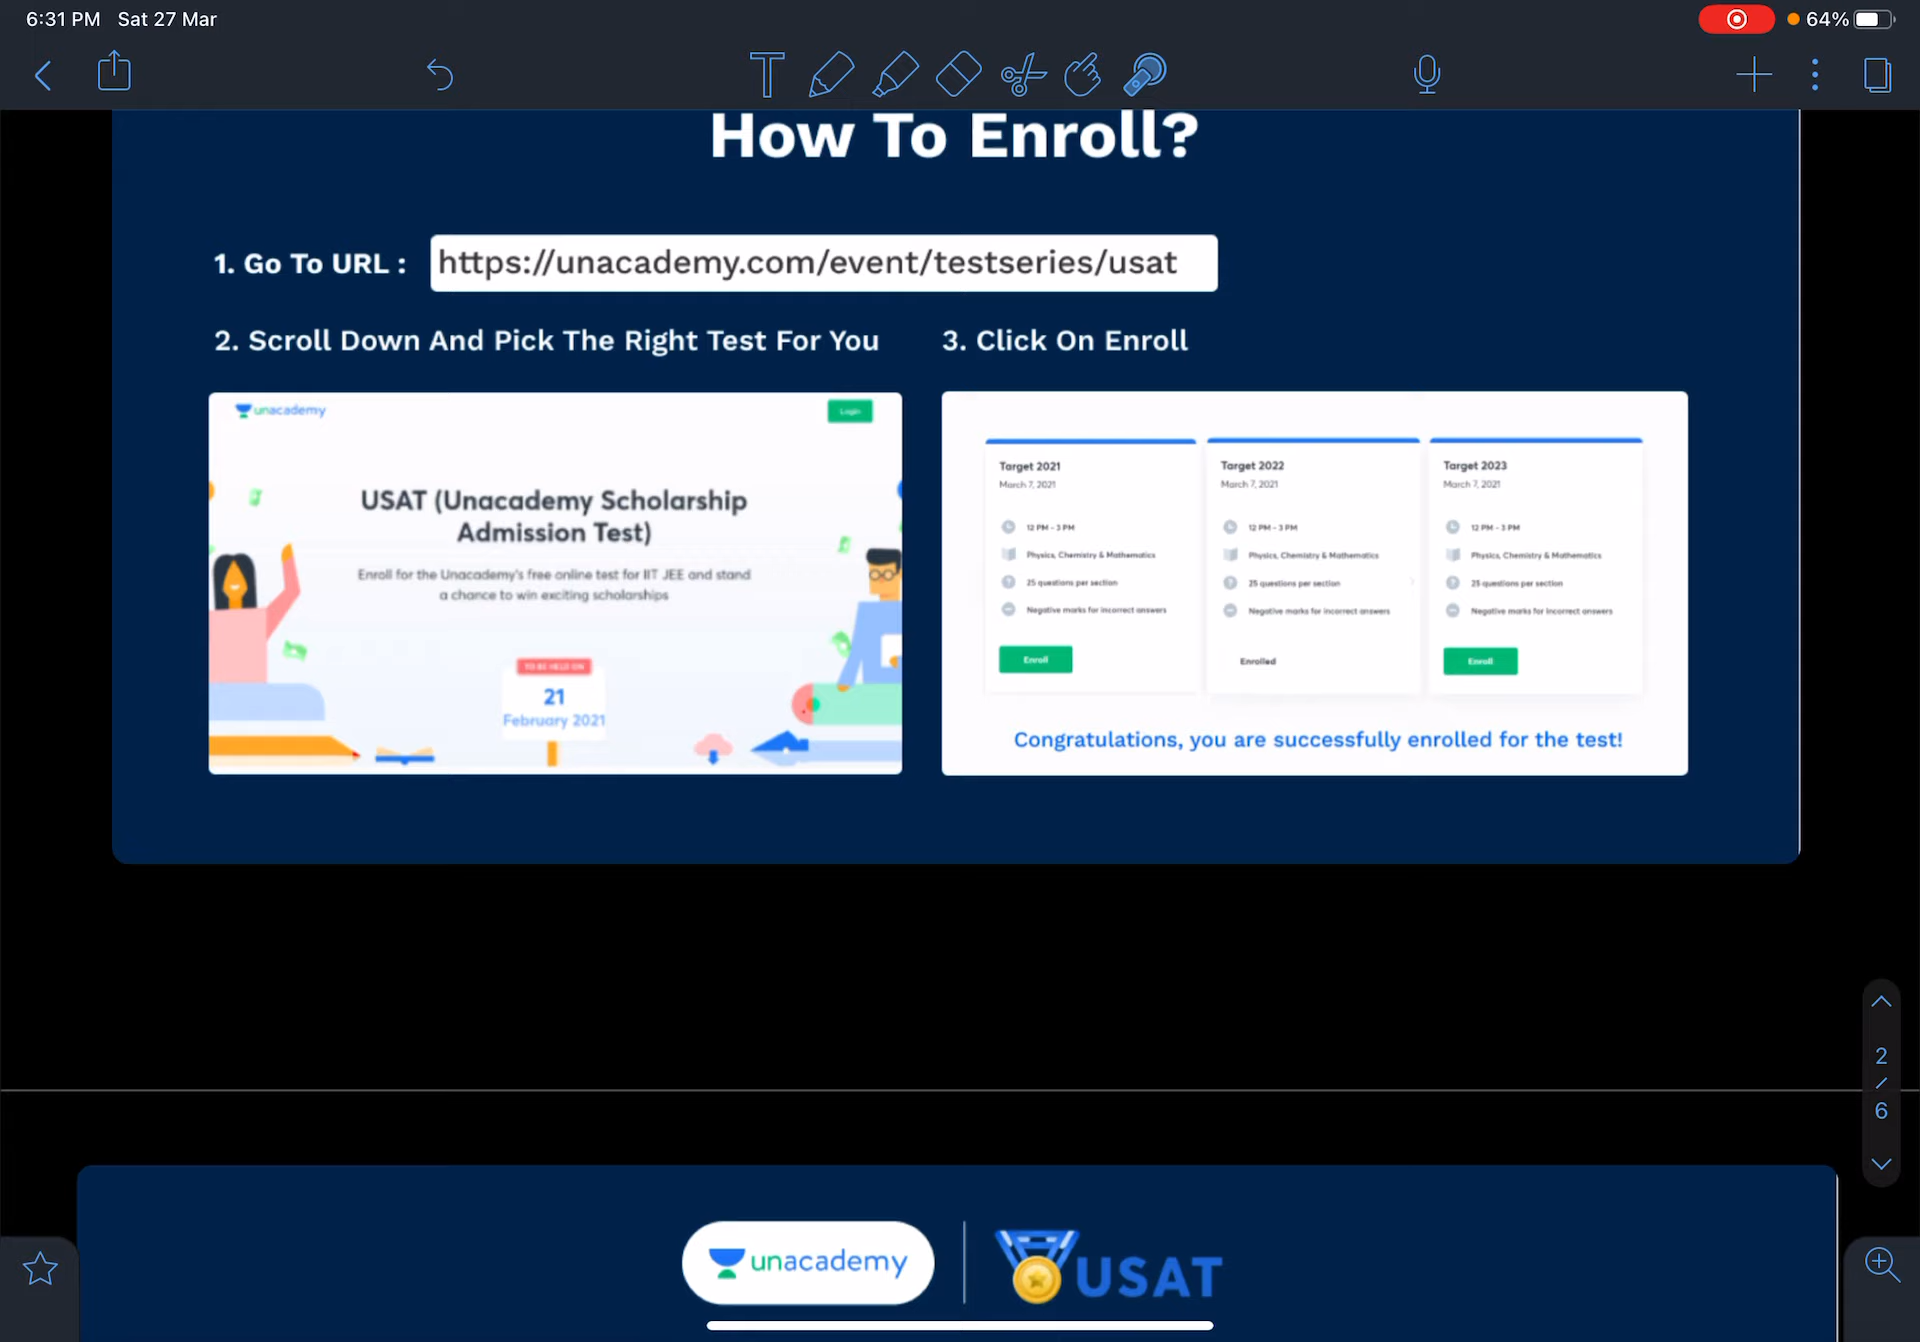 6:31 PM Sat 27 Mar
64%
How To Enroll?
1. Go To URL :
https://unacademy.com/event/testseries/usat
2. Scroll Down And Pick The Right Test For You
3. Click On Enroll
unacademy
Login
USAT (Unacademy Scholarship
Admission Test)
Enroll for the Unacademy's free online test for IIT JEE and stand
a chance to win exciting scholarships
TO BE HELD ON
21
February 2021
Target 2021
March 7, 2021
12 PM - 3 PM
Physics, Chemistry & Mathematics
25 questions per section
Negative marks for incorrect answers
Enroll
Target 2022
March 7, 2021
12 PM - 3 PM
Physics, Chemistry & Mathematics
25 questions per section
Negative marks for incorrect answers
Enrolled
Target 2023
March 7, 2021
12 PM - 3 PM
Physics, Chemistry & Mathematics
25 questions per section
Negative marks for incorrect answers
Enroll
Congratulations, you are successfully enrolled for the test!
2
/
6
unacademy
USAT